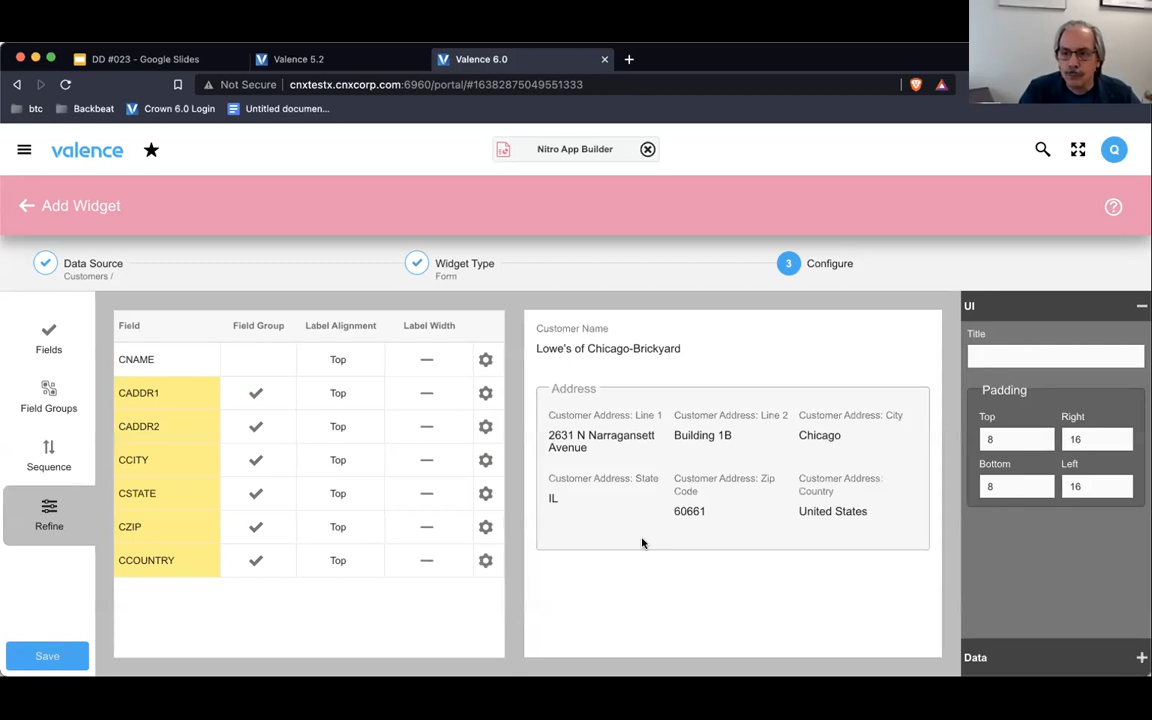 DD #023 - Google Slides
Valence 5.2
Valence 6.0
Not Secure
cnxtestx.cnxcorp.com:6960/portal/#16382875049551333
btc
Backbeat
Crown 6.0 Login
Untitled documen...
valence
Nitro App Builder
Q
Add Widget
Data Source
Customers /
Widget Type
Form
3
Configure
Fields
Field Groups
Sequence
Refine
Save
Field
Field Group
Label Alignment
Label Width
CNAME
Top
CADDR1
Top
CADDR2
Top
CCITY
Top
CSTATE
Top
CZIP
Top
CCOUNTRY
Top
Customer Name
Lowe's of Chicago-Brickyard
Address
Customer Address: Line 1
Customer Address: Line 2
Customer Address: City
2631 N Narragansett
Avenue
Building 1B
Chicago
Customer Address: State
Customer Address: Zip
Code
Customer Address:
Country
IL
60661
United States
UI
Title
Padding
Top
Right
8
16
Bottom
Left
8
16
Data